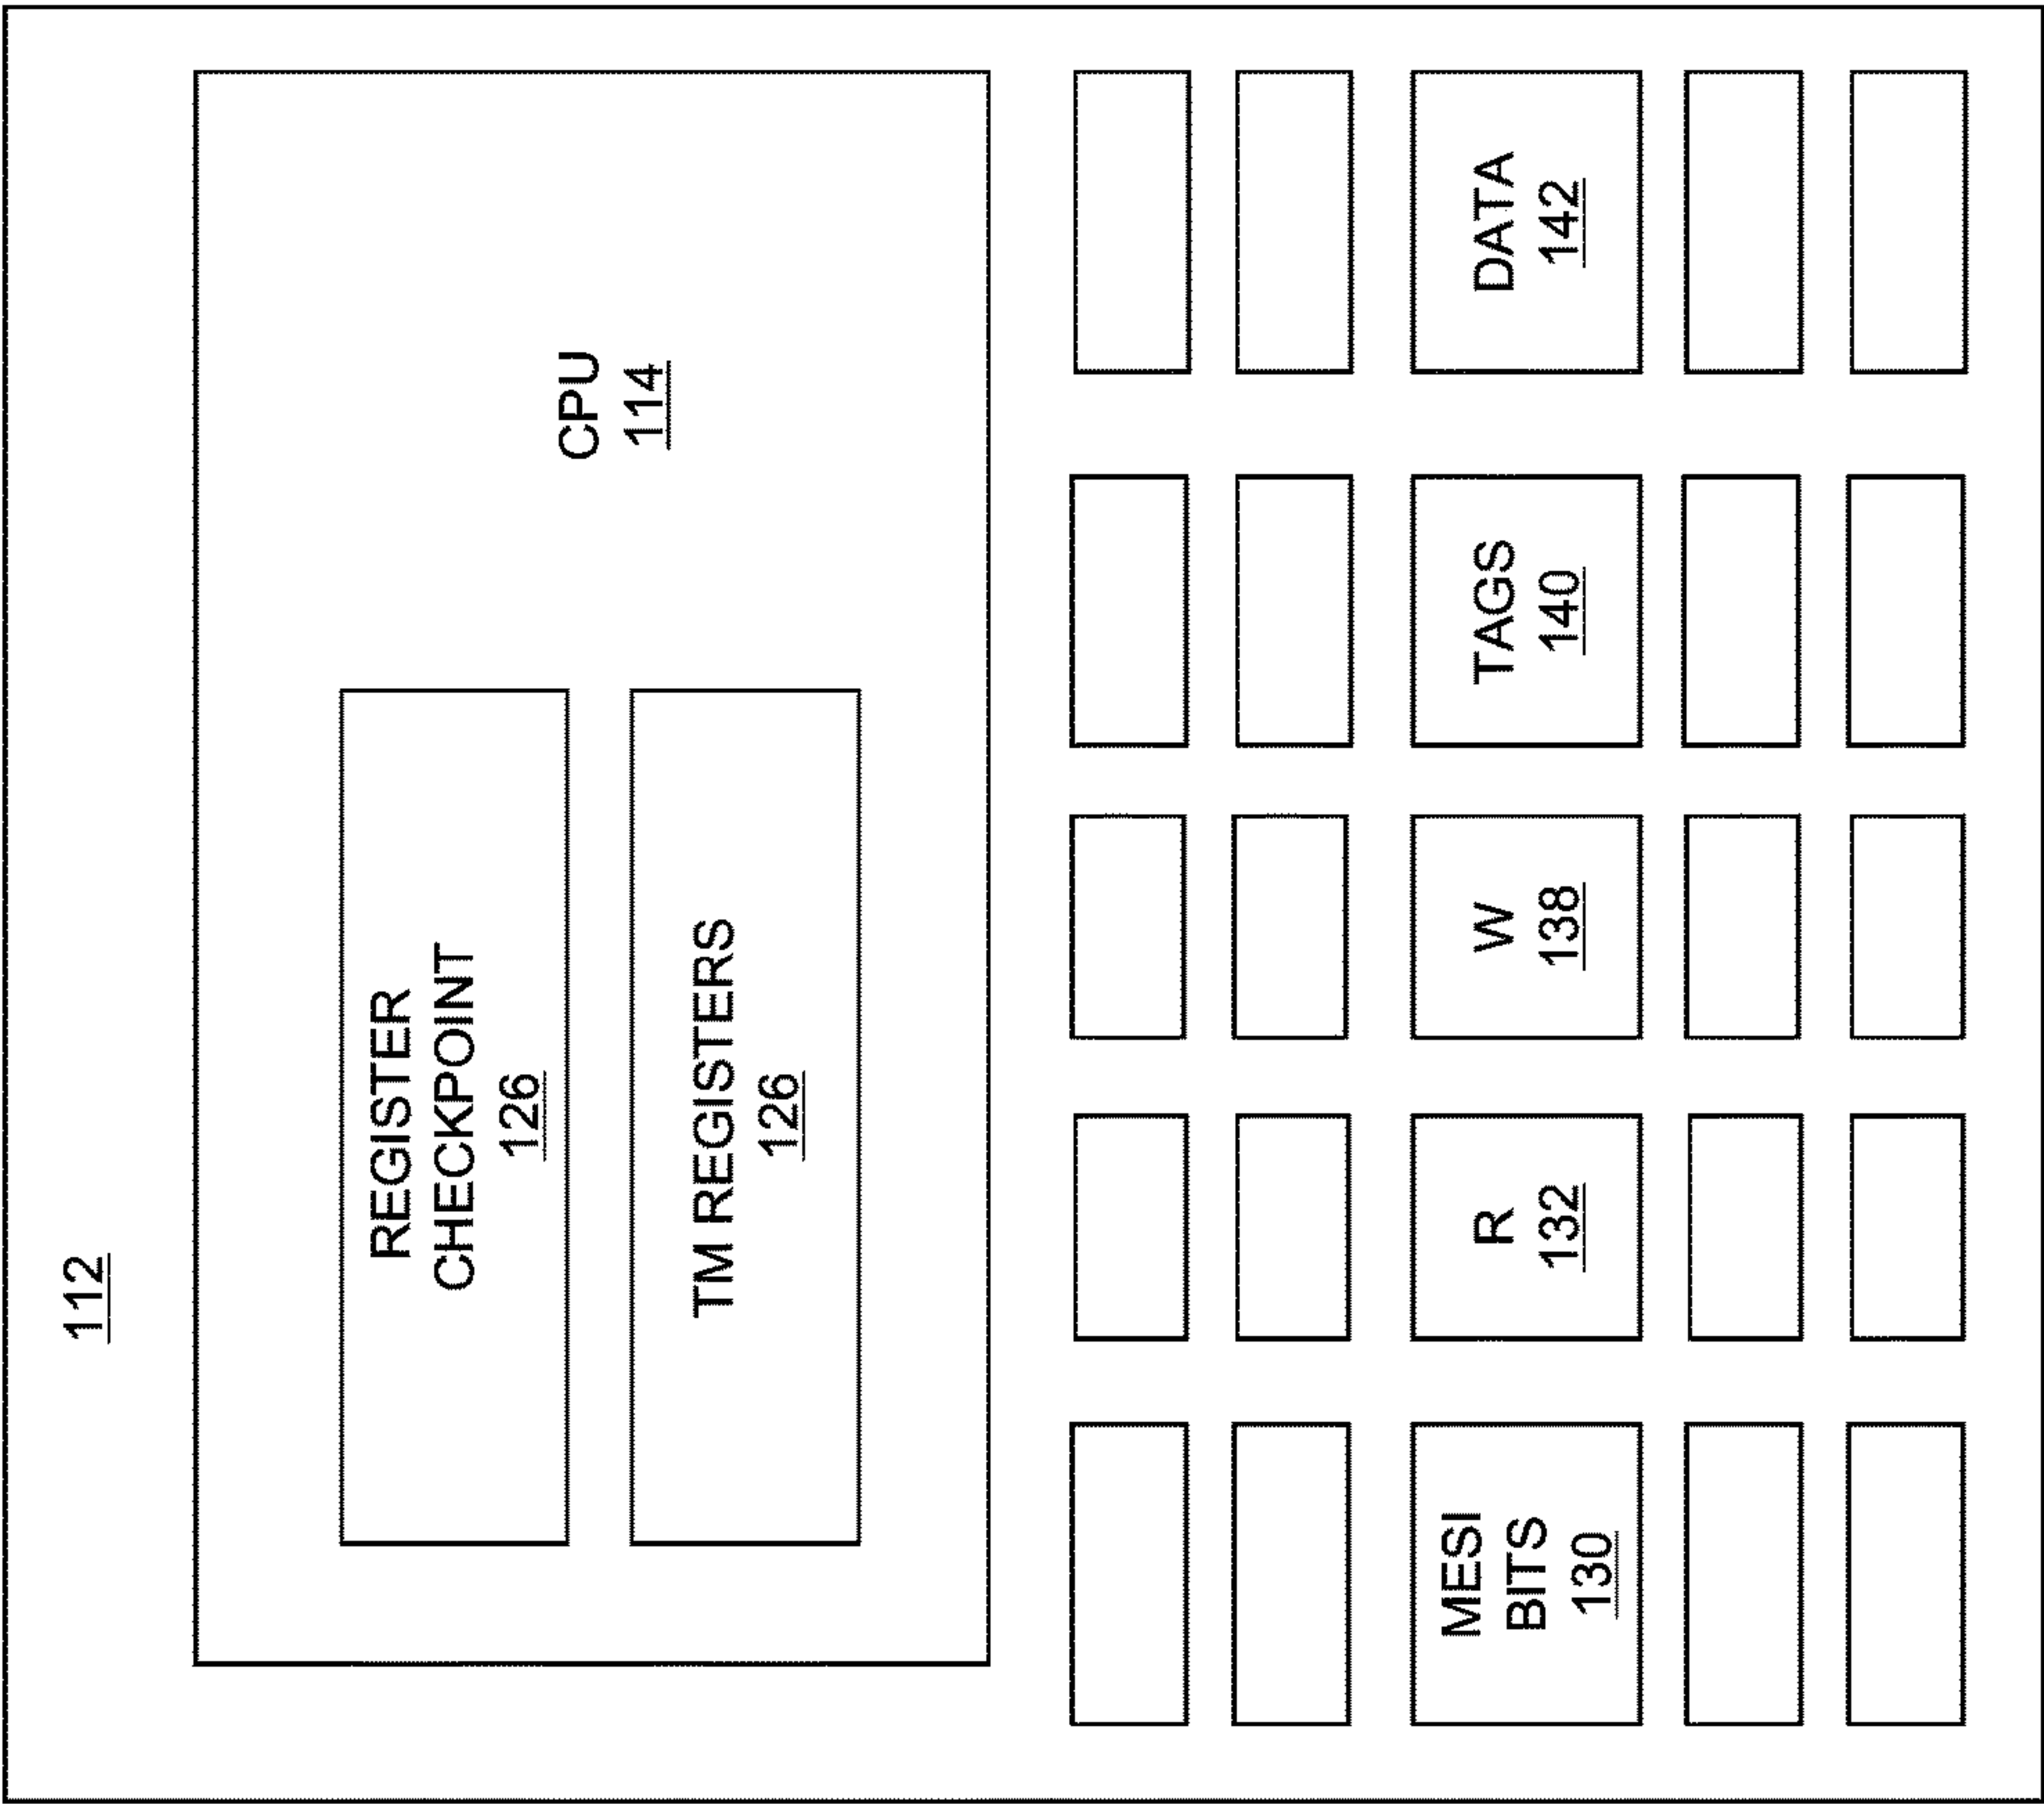 112
REGISTER
CHECKPOINT
126
TM REGISTERS
126
CPU
114
MESI
BITS
130
R
132
W
138
TAGS
140
DATA
142